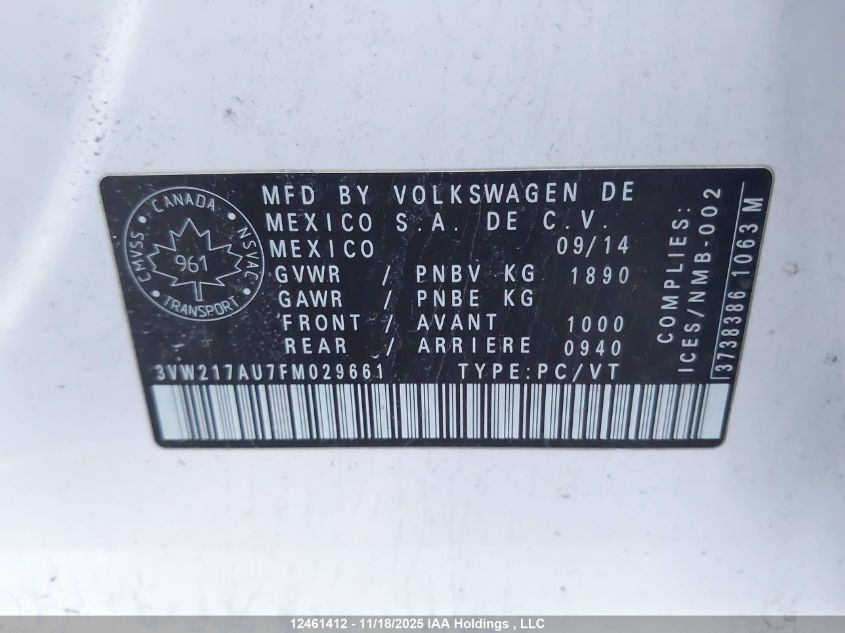 CMVSS CANADA NSVAC
961
TRANSPORT
MFD BY VOLKSWAGEN DE
MEXICO S.A. DE C.V.
MEXICO 09/14
GVWR / PNBV KG 1890
GAWR / PNBE KG
FRONT / AVANT 1000
REAR / ARRIERE 0940
3VW217AU7FM029661 TYPE:PC/VT
COMPLIES:
ICES/NMB-002
3738386 1063 M
12461412 - 11/18/2025 IAA Holdings , LLC